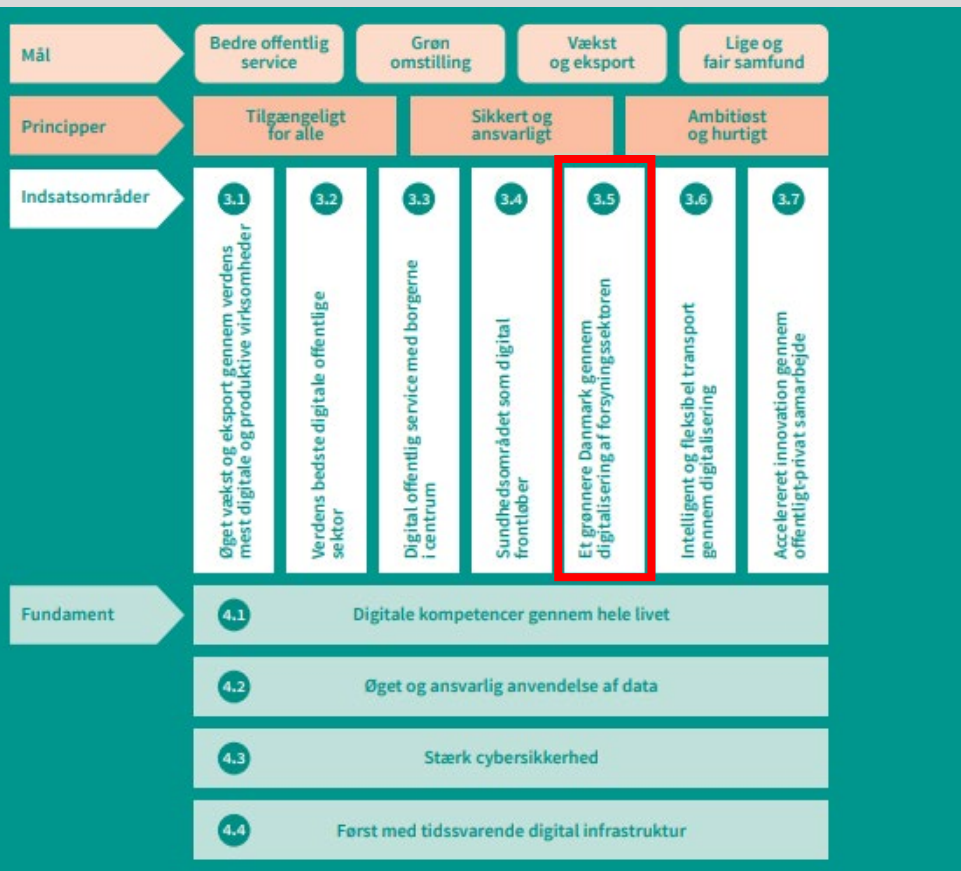 Mål
Bedre offentlig
service
Grøn
omstilling
Vækst
og eksport
Lige og
fair samfund
Principper
Tilgængeligt
for alle
Sikkert og
ansvarligt
Ambitiøst
og hurtigt
Indsatsområder
3.1
Øget vækst og eksport gennem verdens
mest digitale og produktive virksomheder
3.2
Verdens bedste digitale offentlige
sektor
3.3
Digital offentlig service med borgerne
i centrum
3.4
Sundhedsområdet som digital
frontløber
3.5
Et grønnere Danmark gennem
digitalisering af forsyningssektoren
3.6
Intelligent og fleksibel transport
gennem digitalisering
3.7
Accelereret innovation gennem
offentligt-privat samarbejde
Fundament
4.1
Digitale kompetencer gennem hele livet
4.2
Øget og ansvarlig anvendelse af data
4.3
Stærk cybersikkerhed
4.4
Først med tidssvarende digital infrastruktur